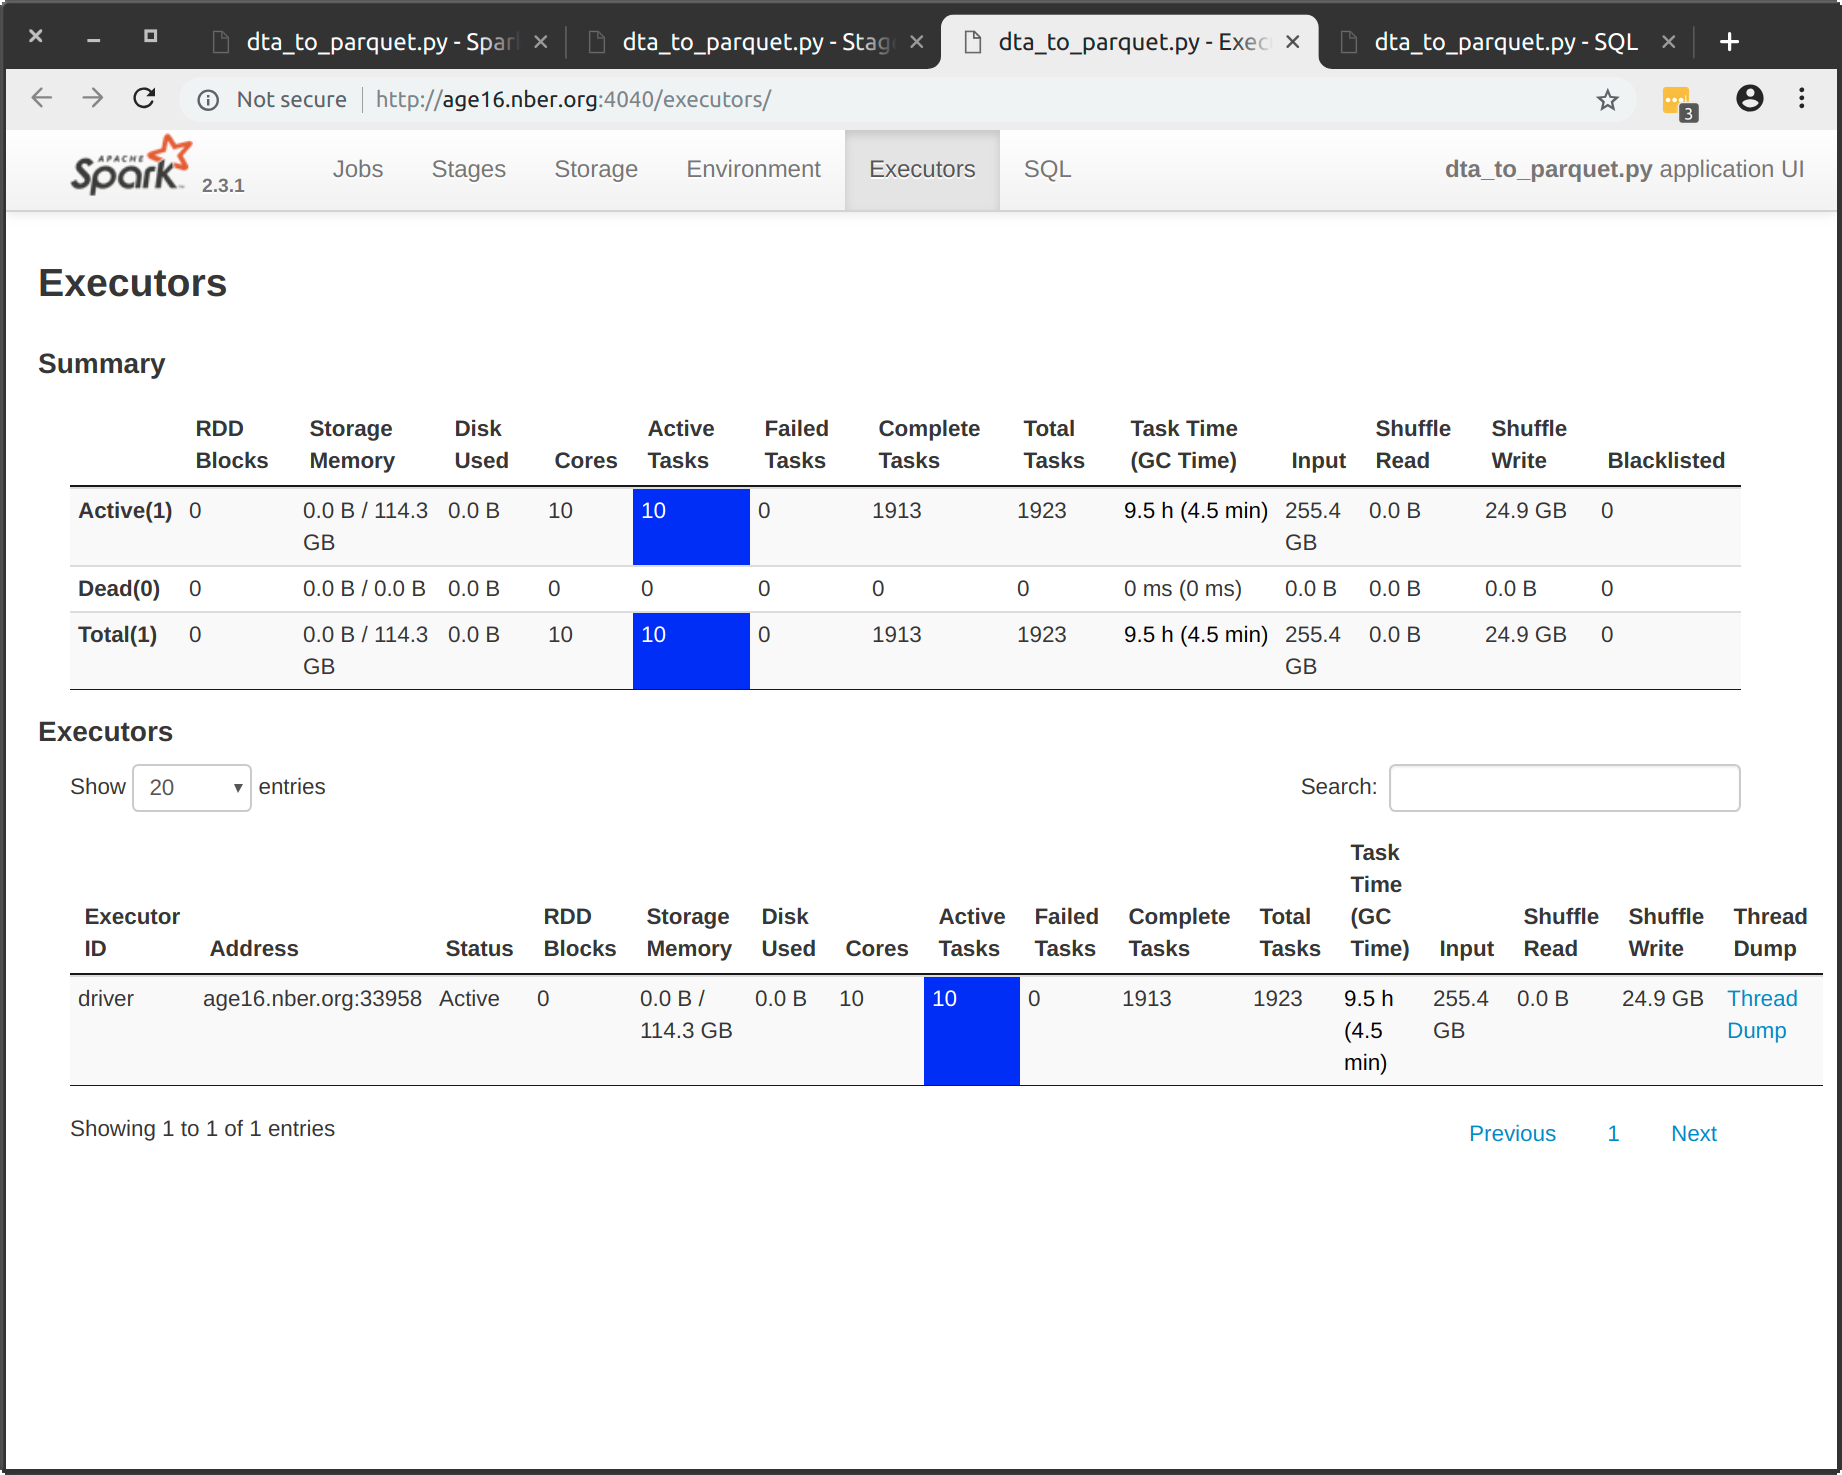 dta_to_parquet.py - Spar
dta_to_parquet.py - Stag
dta_to_parquet.py - Exec
dta_to_parquet.py - SQL
Not secure http://age16.nber.org:4040/executors/
3
APACHE
Spark 2.3.1
Jobs Stages Storage Environment Executors SQL dta_to_parquet.py application UI
Executors
Summary
RDD Blocks Storage Memory Disk Used Cores Active Tasks Failed Tasks Complete Tasks Total Tasks Task Time (GC Time) Input Shuffle Read Shuffle Write Blacklisted
Active(1) 0 0.0 B / 114.3 GB 0.0 B 10 10 0 1913 1923 9.5 h (4.5 min) 255.4 GB 0.0 B 24.9 GB 0
Dead(0) 0 0.0 B / 0.0 B 0.0 B 0 0 0 0 0 0 ms (0 ms) 0.0 B 0.0 B 0.0 B 0
Total(1) 0 0.0 B / 114.3 GB 0.0 B 10 10 0 1913 1923 9.5 h (4.5 min) 255.4 GB 0.0 B 24.9 GB 0
Executors
Show 20 entries Search:
Executor ID Address Status RDD Blocks Storage Memory Disk Used Cores Active Tasks Failed Tasks Complete Tasks Total Tasks Task Time (GC Time) Input Shuffle Read Shuffle Write Thread Dump
driver age16.nber.org:33958 Active 0 0.0 B / 114.3 GB 0.0 B 10 10 0 1913 1923 9.5 h (4.5 min) 255.4 GB 0.0 B 24.9 GB Thread Dump
Showing 1 to 1 of 1 entries
Previous 1 Next